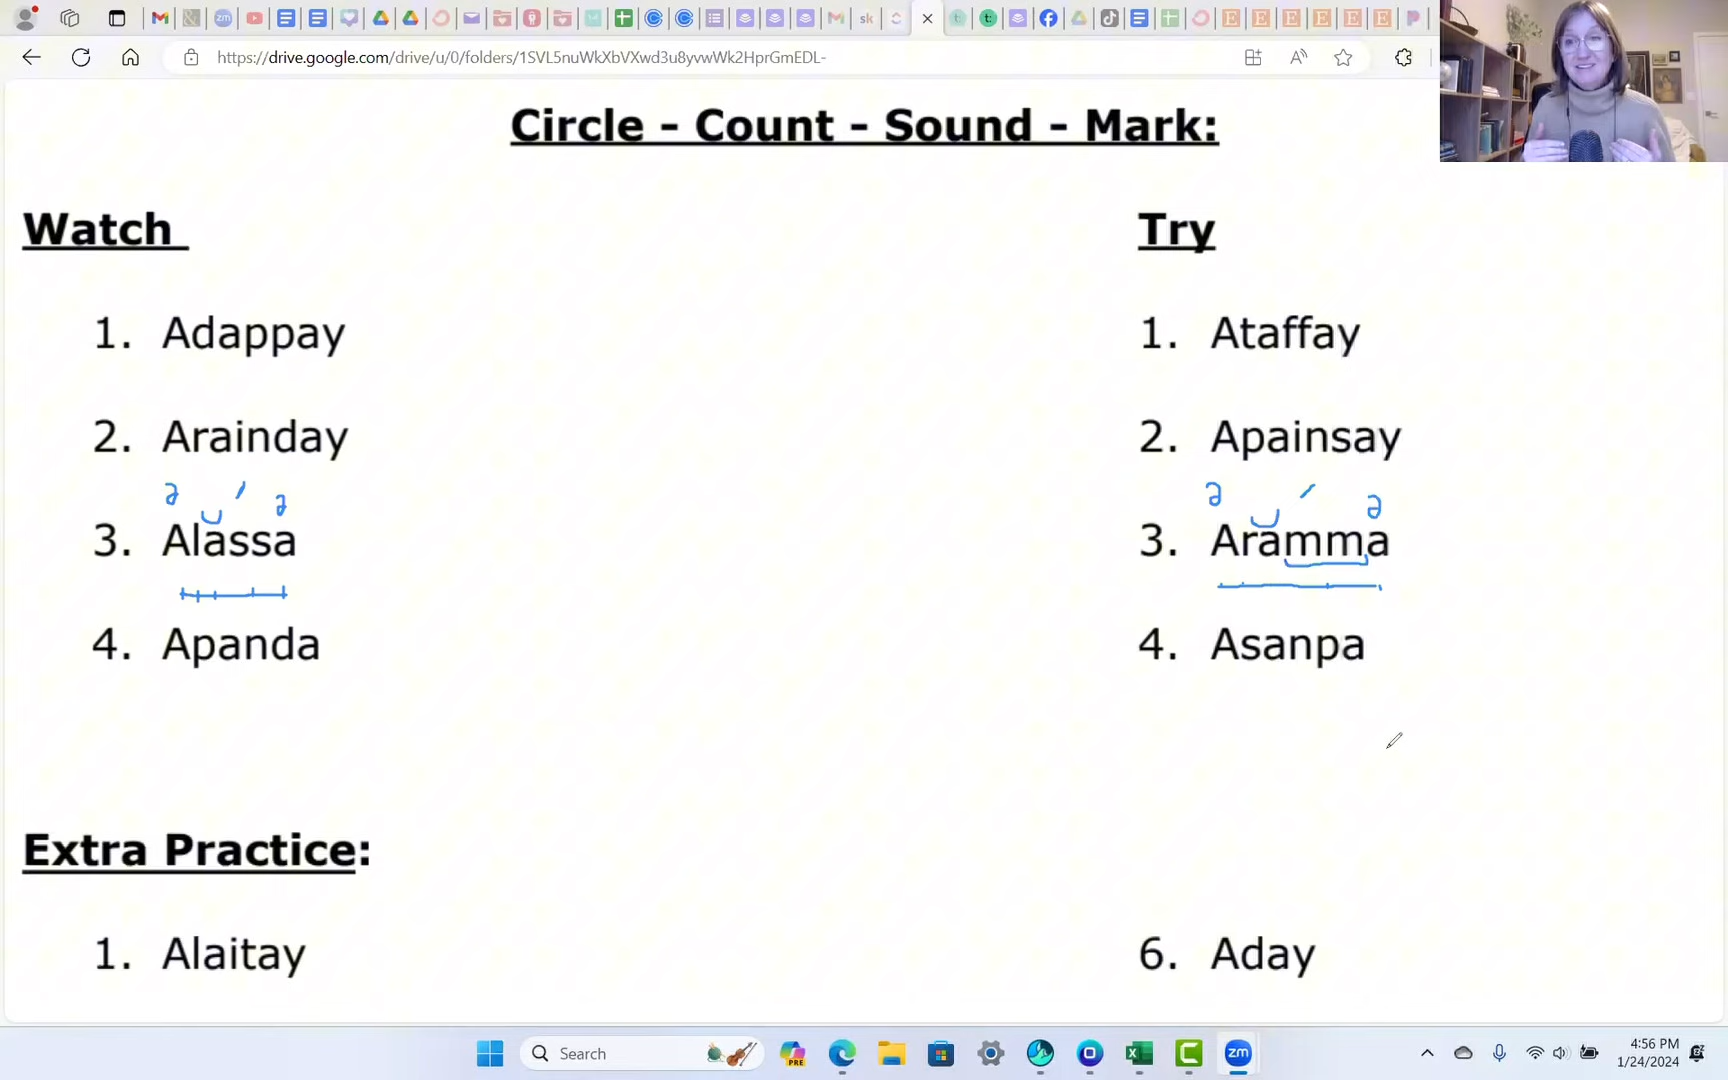 https://drive.google.com/drive/u/0/folders/1SVL5nuWkXbVXwd3u8yvwWk2HprGmEDL-
Circle - Count - Sound - Mark:
Watch
1. Adappay
2. Arainday
ə ə
3. Alassa
4. Apanda
Try
1. Ataffay
2. Apainsay
ə ə
3. Aramma
4. Asanpa
Extra Practice:
1. Alaitay
6. Aday
Search
PRE
zm
4:56 PM
1/24/2024